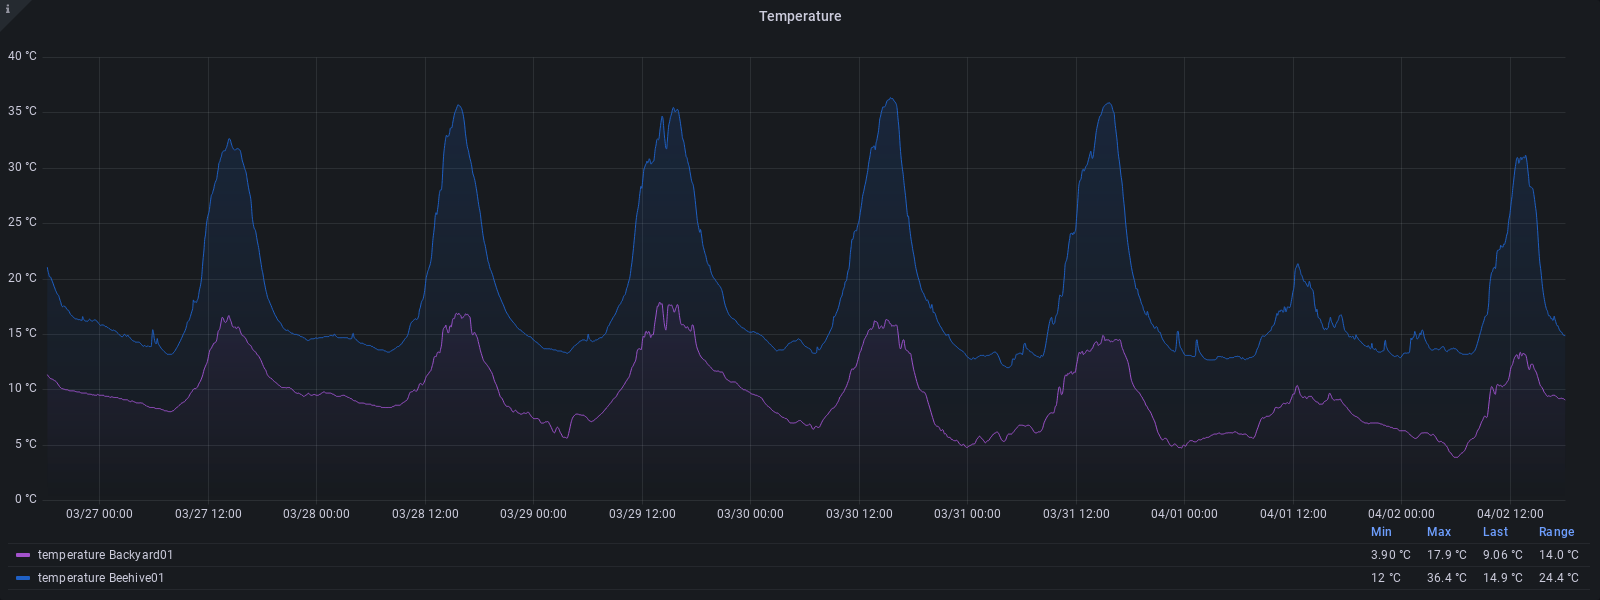 i
Temperature
40 °C
35 °C
30 °C
25 °C
20 °C
15 °C
10 °C
5 °C
0 °C
03/27 00:00 03/27 12:00 03/28 00:00 03/28 12:00 03/29 00:00 03/29 12:00 03/30 00:00 03/30 12:00 03/31 00:00 03/31 12:00 04/01 00:00 04/01 12:00 04/02 00:00 04/02 12:00
Min Max Last Range
temperature Backyard01 3.90 °C 17.9 °C 9.06 °C 14.0 °C
temperature Beehive01 12 °C 36.4 °C 14.9 °C 24.4 °C